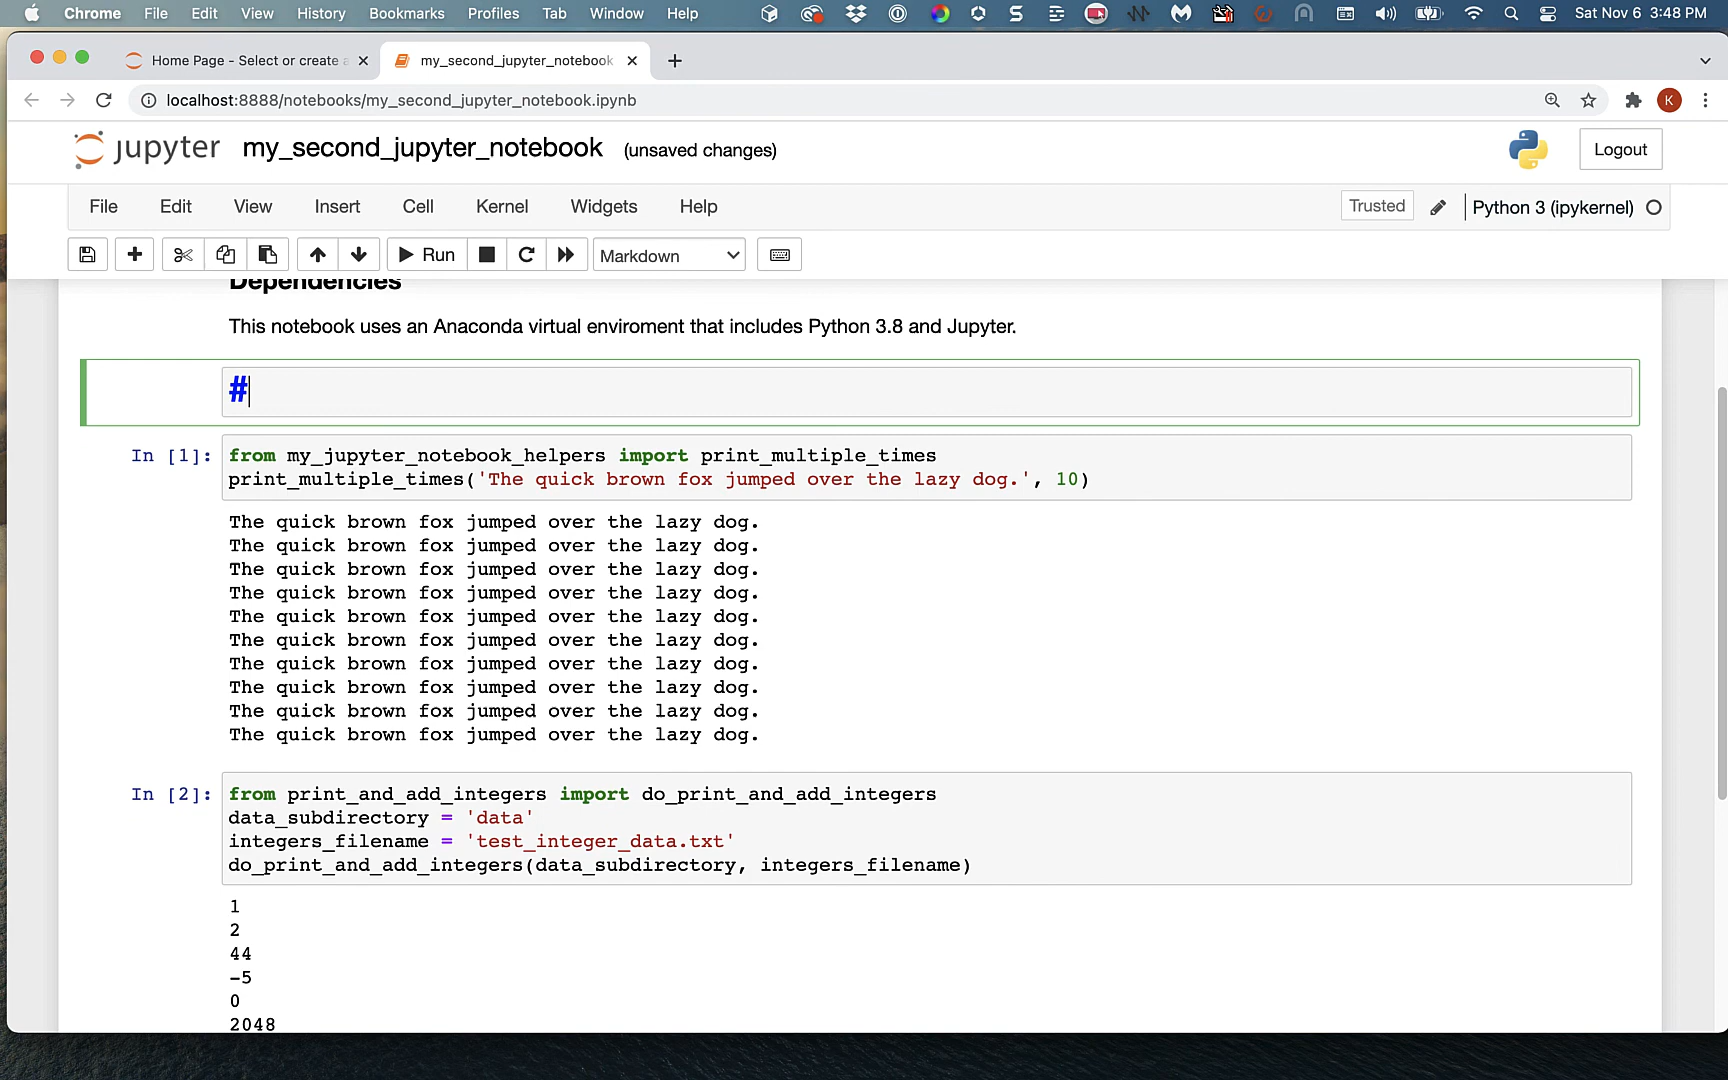 Chrome File Edit View History Bookmarks Profiles Tab Window Help Sat Nov 6 3:48 PM
Home Page - Select or create a my_second_jupyter_notebook
localhost:8888/notebooks/my_second_jupyter_notebook.ipynb K
jupyter my_second_jupyter_notebook (unsaved changes) Logout
File Edit View Insert Cell Kernel Widgets Help Trusted Python 3 (ipykernel)
Run Markdown
Dependencies
This notebook uses an Anaconda virtual enviroment that includes Python 3.8 and Jupyter.
#
In [1]: from my_jupyter_notebook_helpers import print_multiple_times
print_multiple_times('The quick brown fox jumped over the lazy dog.', 10)
The quick brown fox jumped over the lazy dog.
The quick brown fox jumped over the lazy dog.
The quick brown fox jumped over the lazy dog.
The quick brown fox jumped over the lazy dog.
The quick brown fox jumped over the lazy dog.
The quick brown fox jumped over the lazy dog.
The quick brown fox jumped over the lazy dog.
The quick brown fox jumped over the lazy dog.
The quick brown fox jumped over the lazy dog.
The quick brown fox jumped over the lazy dog.
In [2]: from print_and_add_integers import do_print_and_add_integers
data_subdirectory = 'data'
integers_filename = 'test_integer_data.txt'
do_print_and_add_integers(data_subdirectory, integers_filename)
1
2
44
-5
0
2048